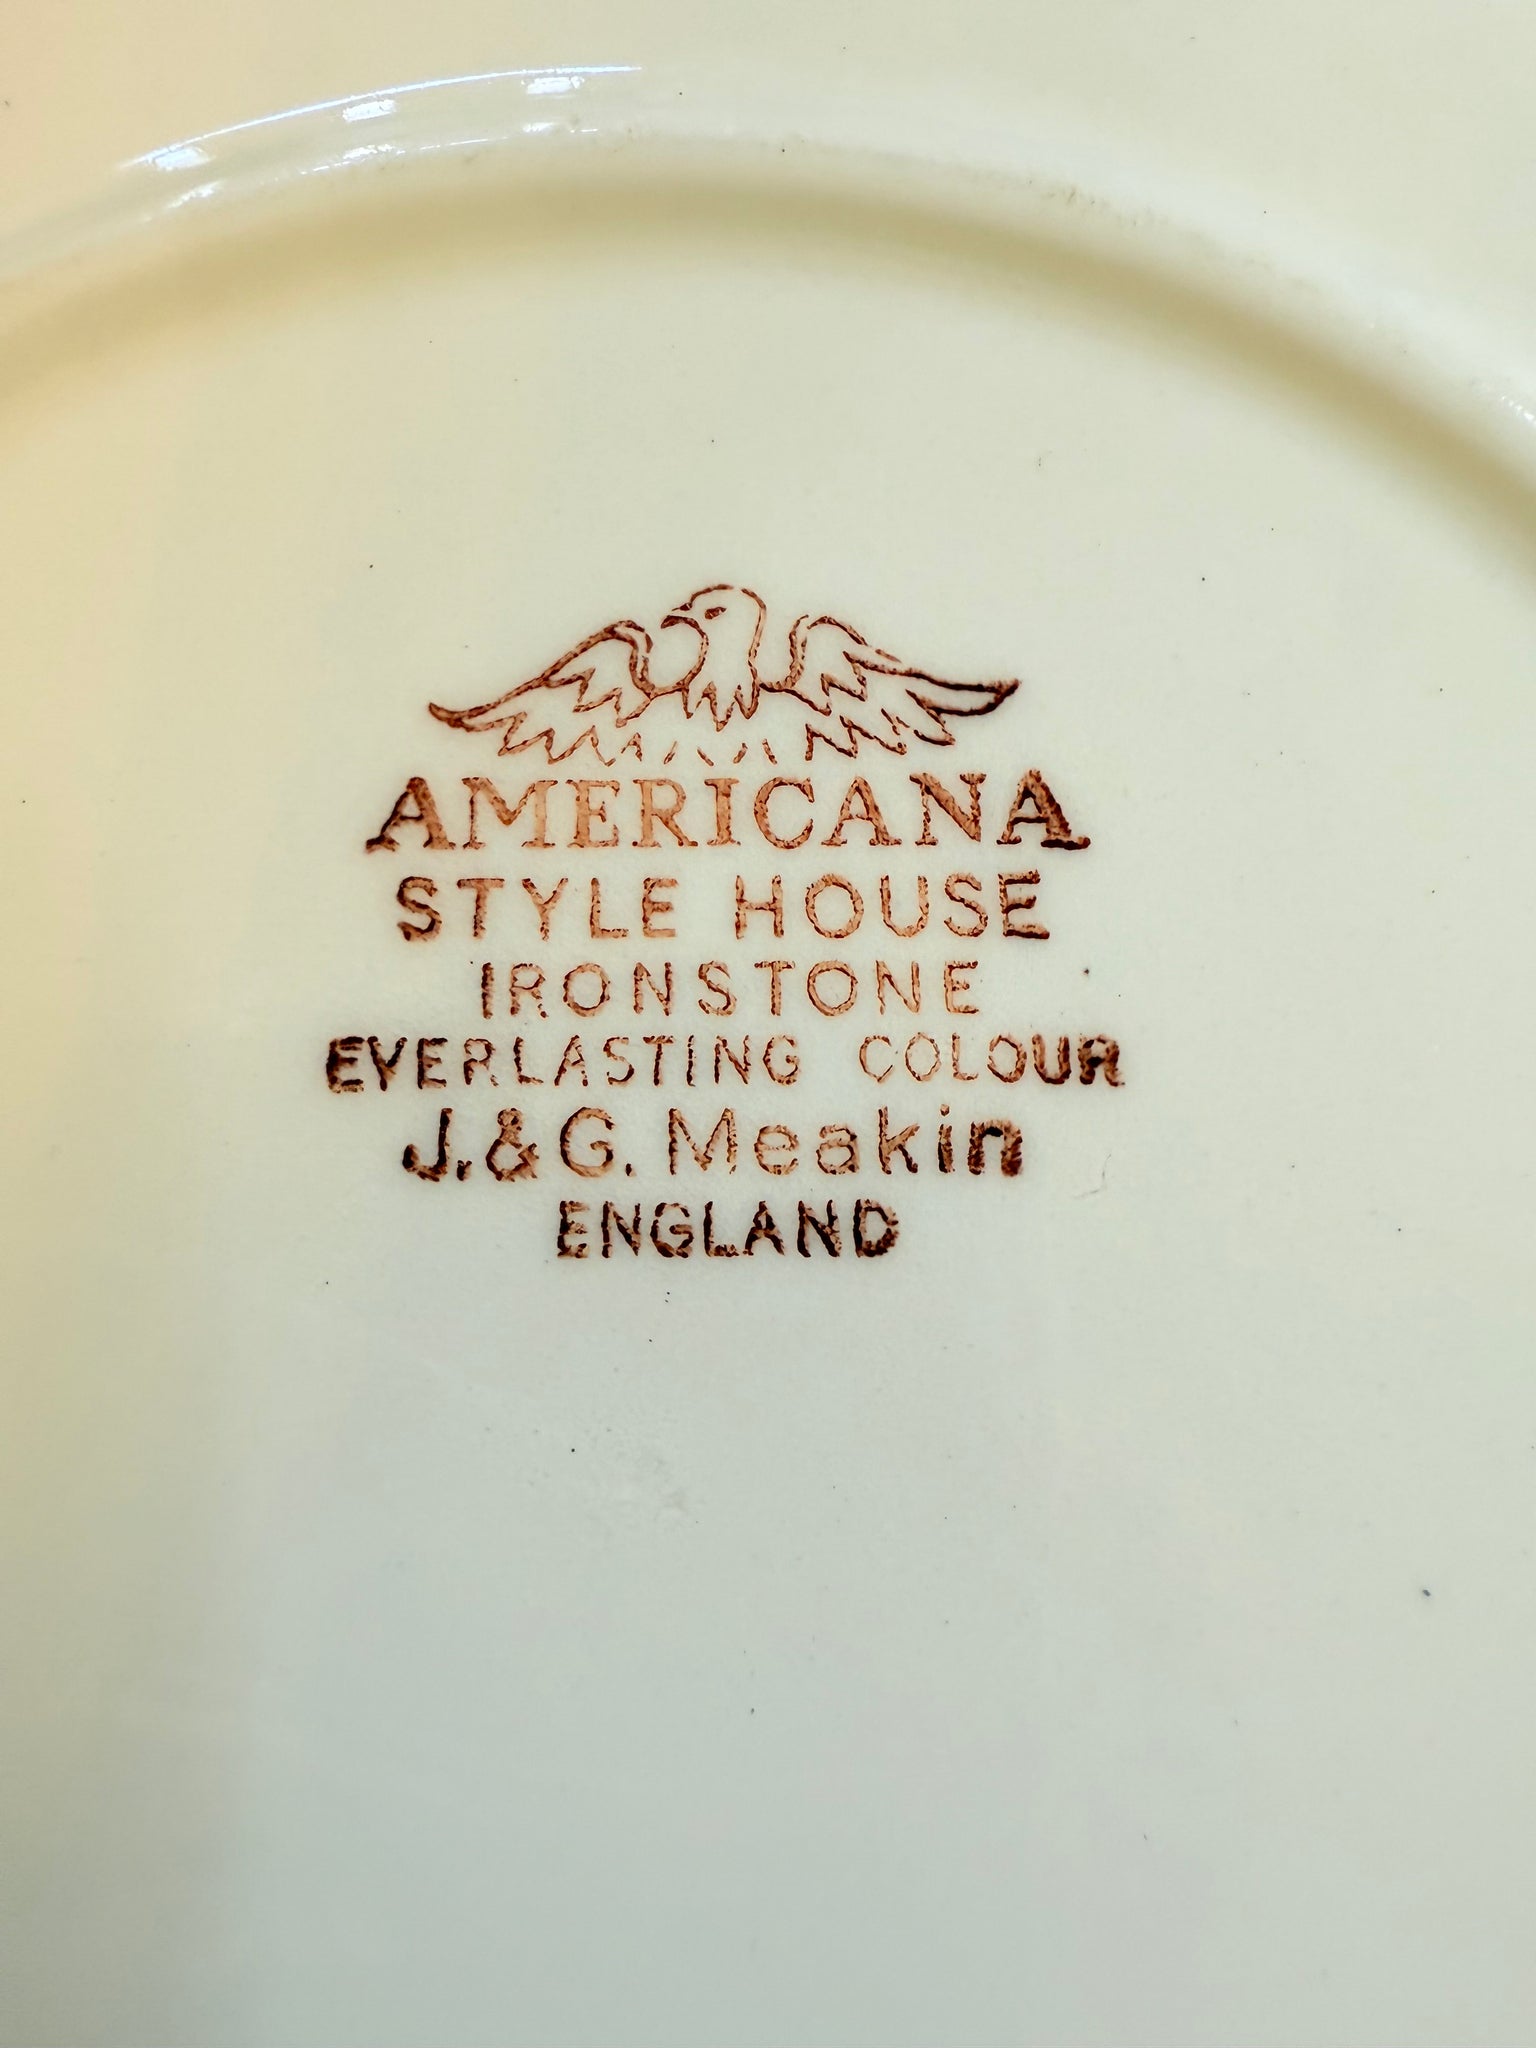 AMERICANA
STYLE HOUSE
IRONSTONE
EVERLASTING COLOUR
J.& G. Meakin
ENGLAND